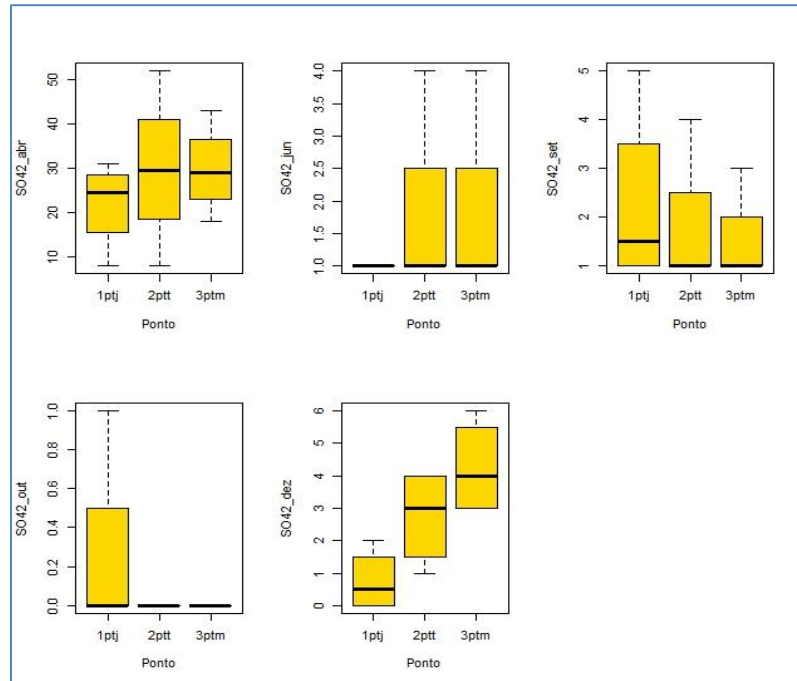 SO42_abr
50
40
30
20
10
1ptj 2ptt 3ptm
Ponto
SO42_jun
4.0
3.5
3.0
2.5
2.0
1.5
1.0
1ptj 2ptt 3ptm
Ponto
SO42_set
5
4
3
2
1
1ptj 2ptt 3ptm
Ponto
SO42_out
1.0
0.8
0.6
0.4
0.2
0.0
1ptj 2ptt 3ptm
Ponto
SO42_dez
6
5
4
3
2
1
0
1ptj 2ptt 3ptm
Ponto